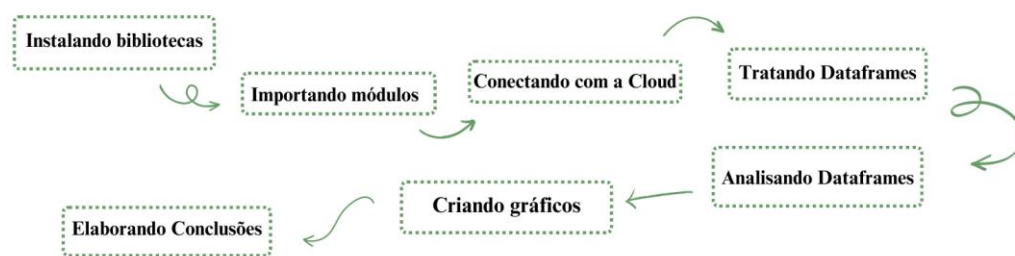 Instalando bibliotecas
Importando módulos
Conectando com a Cloud
Tratando Dataframes
Analisando Dataframes
Criando gráficos
Elaborando Conclusões